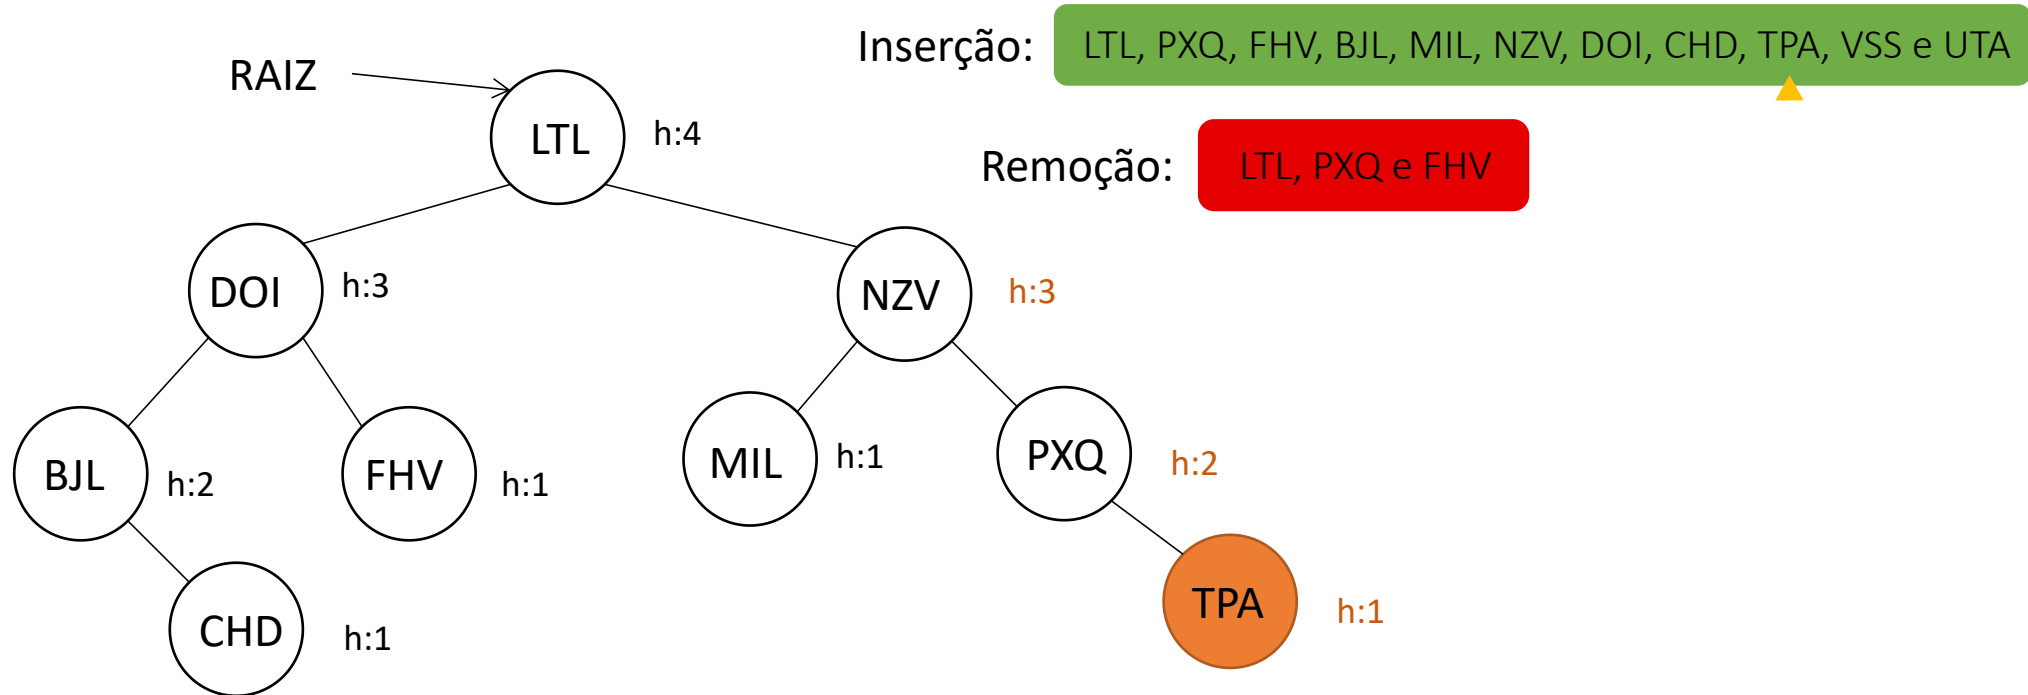 Inserção: LTL, PXQ, FHV, BJL, MIL, NZV, DOI, CHD, TPA, VSS e UTA
RAIZ
LTL h:4
Remoção: LTL, PXQ e FHV
DOI h:3
NZV h:3
BJL h:2
FHV h:1
MIL h:1
PXQ h:2
CHD h:1
TPA h:1